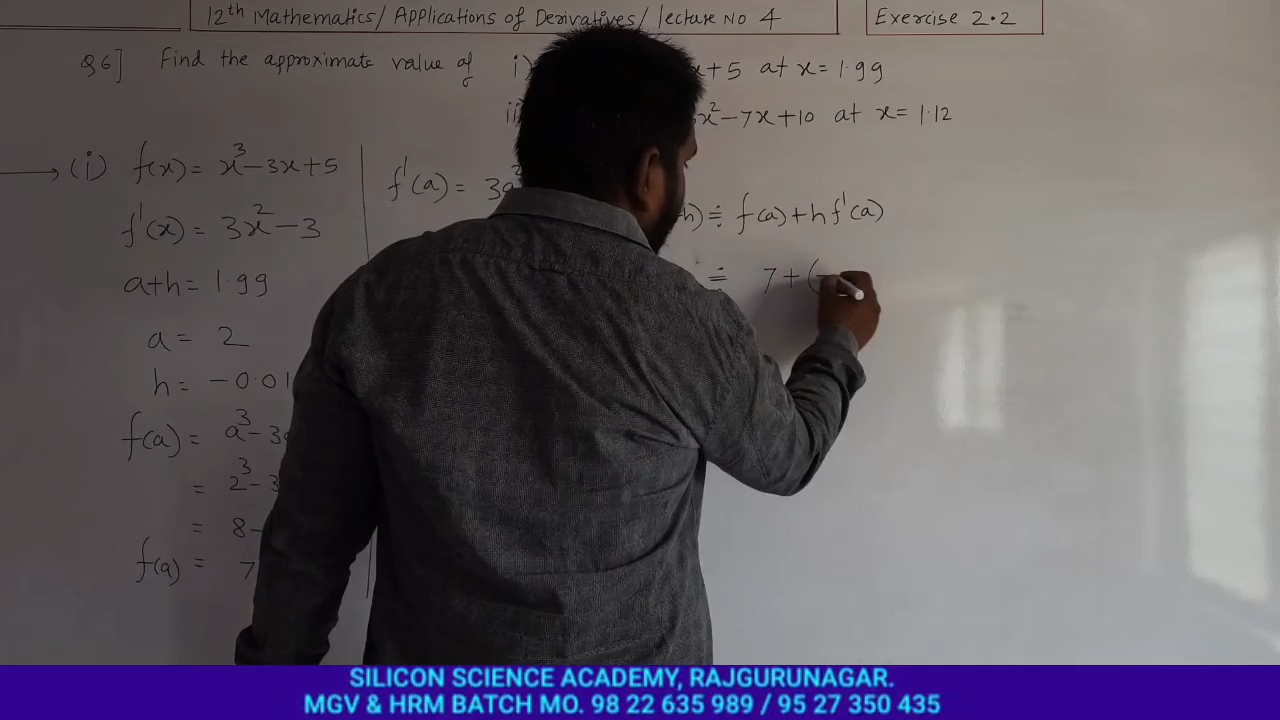 12th Mathematics/ Applications of Derivatives/ lecture No 4
Exercise 2.2
Q6] Find the approximate value of i) x+5 at x= 1.99
ii x²-7x+10 at x= 1.12
→ (i) f(x)= x³-3x+5
f'(x)= 3x²-3
a+h= 1.99
a= 2
h= -0.01
f(a)= a³-3
= 2³-3
= 8-
f(a)= 7
f'(a)= 3a²
h) ≑ f(a)+hf'(a)
≑ 7+(-
SILICON SCIENCE ACADEMY, RAJGURUNAGAR.
MGV & HRM BATCH MO. 98 22 635 989 / 95 27 350 435